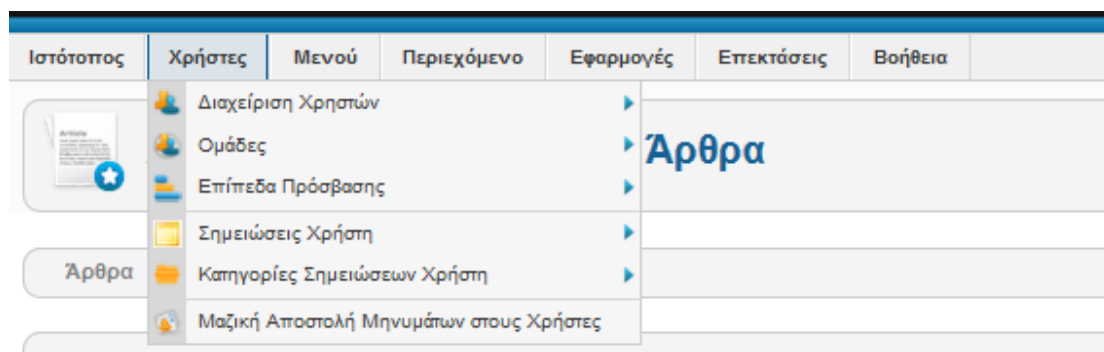 Ιστότοπος Χρήστες Μενού Περιεχόμενο Εφαρμογές Επεκτάσεις Βοήθεια
Διαχείριση Χρηστών
Ομάδες
Άρθρα
Επίπεδα Πρόσβασης
Σημειώσεις Χρήστη
Άρθρα
Κατηγορίες Σημειώσεων Χρήστη
Μαζική Αποστολή Μηνυμάτων στους Χρήστες